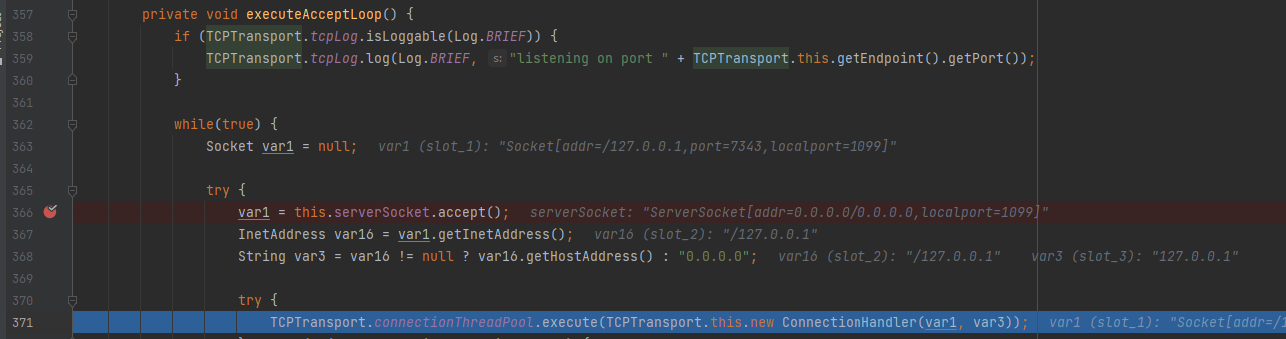 357 private void executeAcceptLoop() {
358 if (TCPTransport.tcpLog.isLoggable(Log.BRIEF)) {
359 TCPTransport.tcpLog.log(Log.BRIEF, s: "listening on port " + TCPTransport.this.getEndpoint().getPort());
360 }
361
362 while(true) {
363 Socket var1 = null; var1 (slot_1): "Socket[addr=/127.0.0.1,port=7343,localport=1099]"
364
365 try {
366 var1 = this.serverSocket.accept(); serverSocket: "ServerSocket[addr=0.0.0.0/0.0.0.0,localport=1099]"
367 InetAddress var16 = var1.getInetAddress(); var16 (slot_2): "/127.0.0.1"
368 String var3 = var16 != null ? var16.getHostAddress() : "0.0.0.0"; var16 (slot_2): "/127.0.0.1" var3 (slot_3): "127.0.0.1"
369
370 try {
371 TCPTransport.connectionThreadPool.execute(TCPTransport.this.new ConnectionHandler(var1, var3)); var1 (slot_1): "Socket[addr=/1